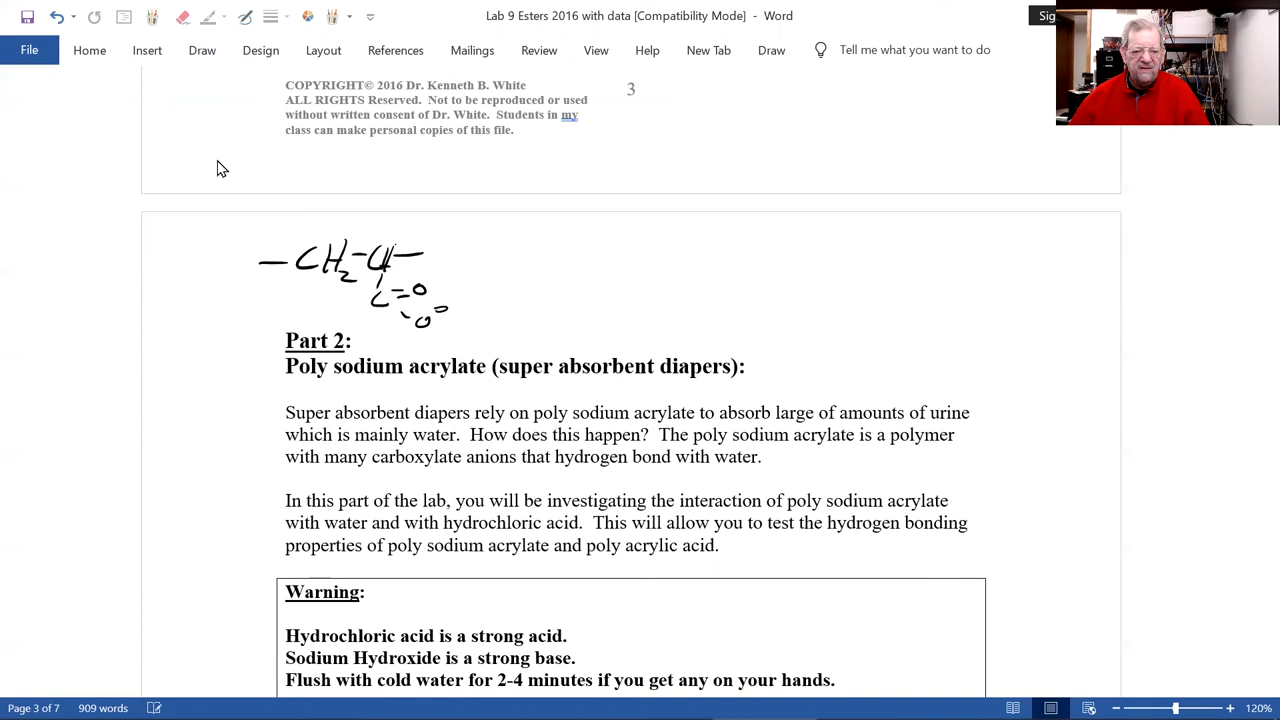 Lab 9 Esters 2016 with data [Compatibility Mode] - Word
File Home Insert Draw Design Layout References Mailings Review View Help New Tab Draw Tell me what you want to do
COPYRIGHT© 2016 Dr. Kenneth B. White
3
ALL RIGHTS Reserved. Not to be reproduced or used
without written consent of Dr. White. Students in my
class can make personal copies of this file.
-CH2-CH-
C=O
-O⁻
Part 2:
Poly sodium acrylate (super absorbent diapers):
Super absorbent diapers rely on poly sodium acrylate to absorb large of amounts of urine
which is mainly water. How does this happen? The poly sodium acrylate is a polymer
with many carboxylate anions that hydrogen bond with water.
In this part of the lab, you will be investigating the interaction of poly sodium acrylate
with water and with hydrochloric acid. This will allow you to test the hydrogen bonding
properties of poly sodium acrylate and poly acrylic acid.
Warning:
Hydrochloric acid is a strong acid.
Sodium Hydroxide is a strong base.
Flush with cold water for 2-4 minutes if you get any on your hands.
Page 3 of 7 909 words 120%